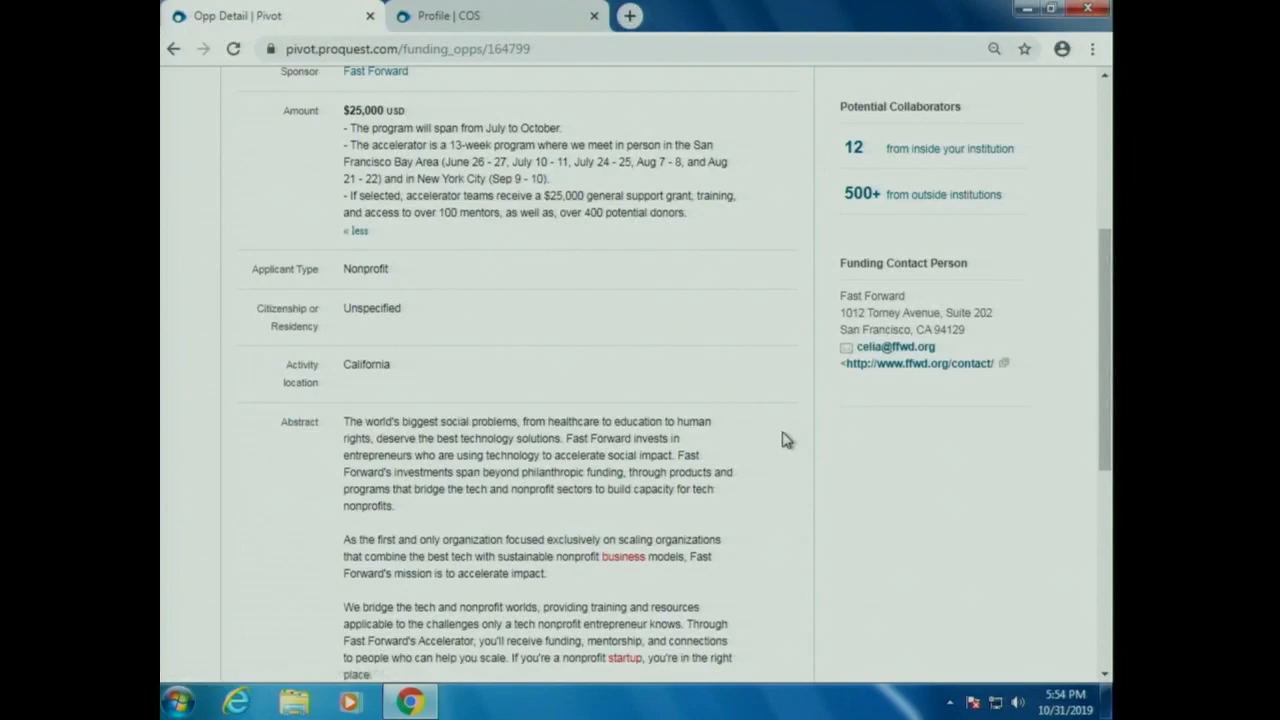 Opp Detail | Pivot
Profile | COS
pivot.proquest.com/funding_opps/164799
Sponsor
Fast Forward
Amount
$25,000 USD
- The program will span from July to October.
- The accelerator is a 13-week program where we meet in person in the San
Francisco Bay Area (June 26 - 27, July 10 - 11, July 24 - 25, Aug 7 - 8, and Aug
21 - 22) and in New York City (Sep 9 - 10).
- If selected, accelerator teams receive a $25,000 general support grant, training,
and access to over 100 mentors, as well as, over 400 potential donors.
« less
Applicant Type
Nonprofit
Citizenship or
Residency
Unspecified
Activity
location
California
Abstract
The world's biggest social problems, from healthcare to education to human
rights, deserve the best technology solutions. Fast Forward invests in
entrepreneurs who are using technology to accelerate social impact. Fast
Forward's investments span beyond philanthropic funding, through products and
programs that bridge the tech and nonprofit sectors to build capacity for tech
nonprofits.
As the first and only organization focused exclusively on scaling organizations
that combine the best tech with sustainable nonprofit business models, Fast
Forward's mission is to accelerate impact.
We bridge the tech and nonprofit worlds, providing training and resources
applicable to the challenges only a tech nonprofit entrepreneur knows. Through
Fast Forward's Accelerator, you'll receive funding, mentorship, and connections
to people who can help you scale. If you're a nonprofit startup, you're in the right
place.
Potential Collaborators
12 from inside your institution
500+ from outside institutions
Funding Contact Person
Fast Forward
1012 Torney Avenue, Suite 202
San Francisco, CA 94129
celia@ffwd.org
<http://www.ffwd.org/contact/
5:54 PM
10/31/2019